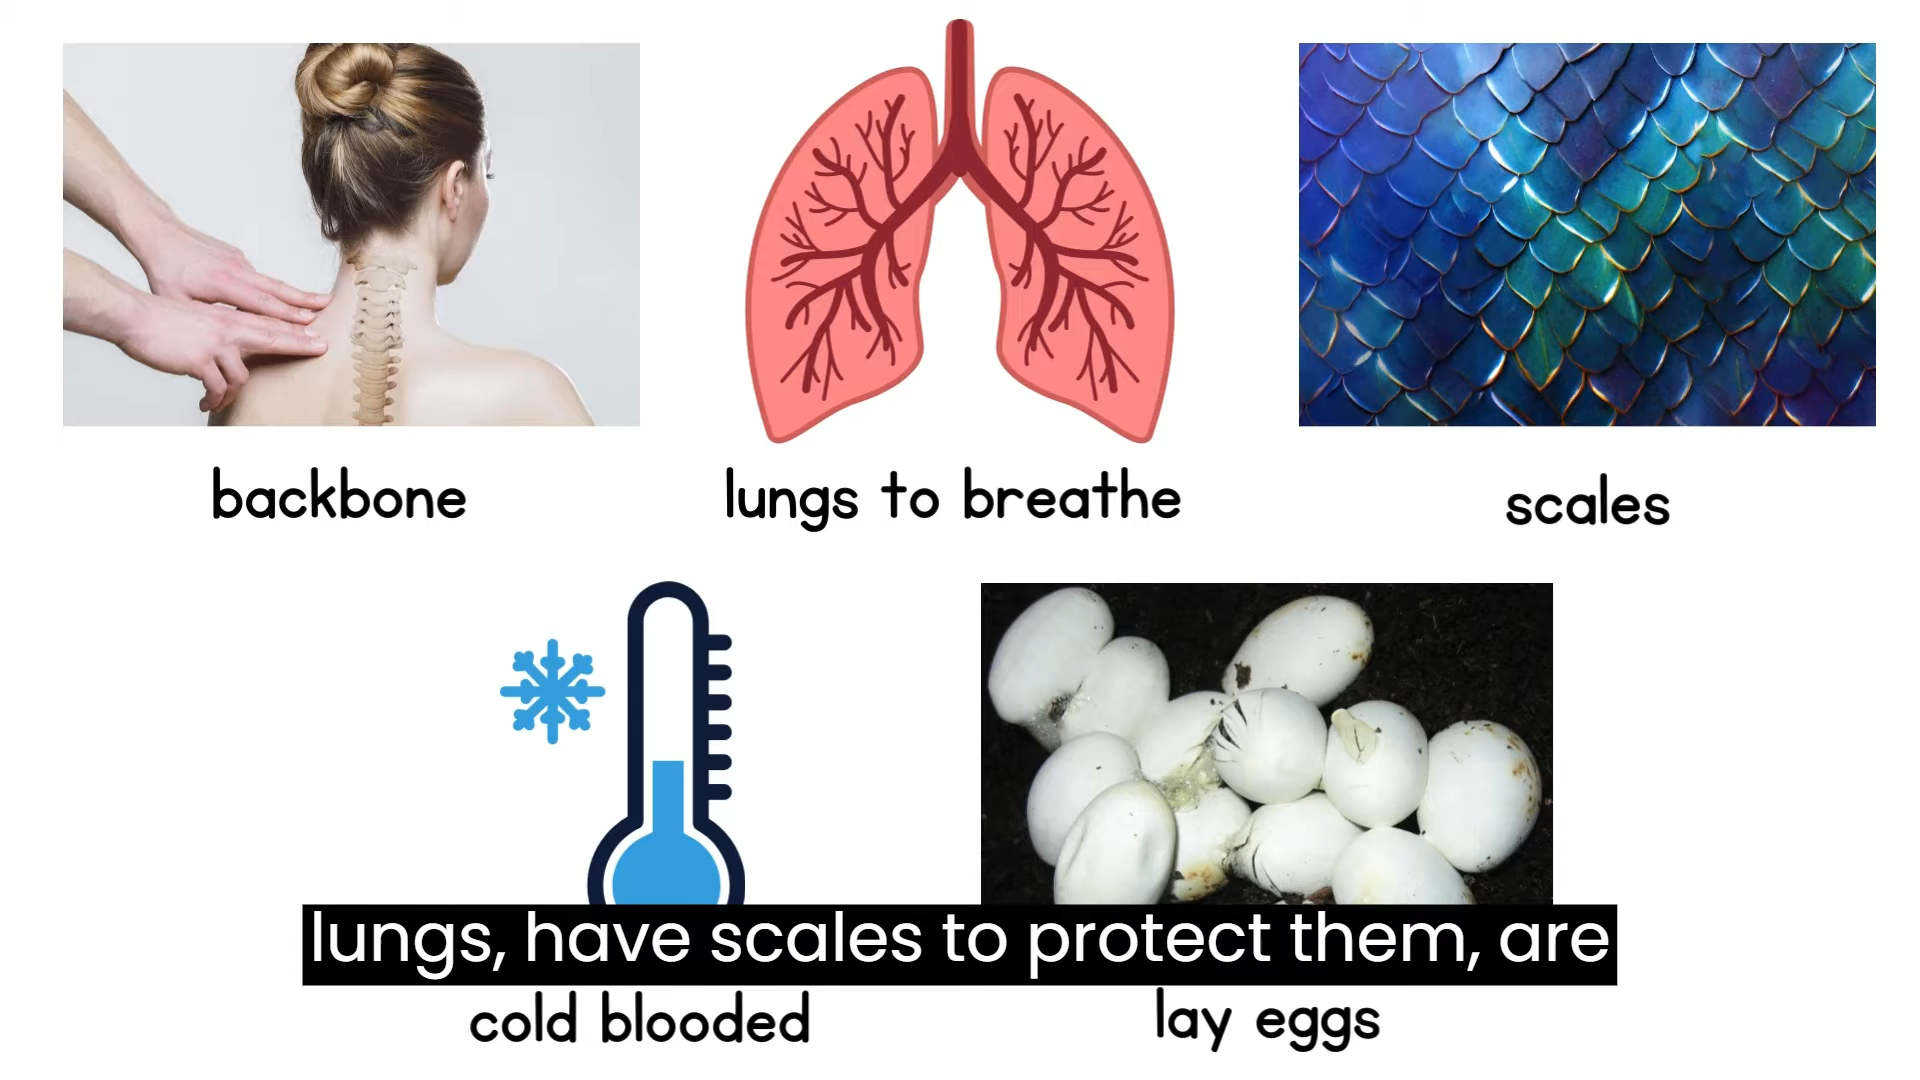 backbone
lungs to breathe
scales
lungs, have scales to protect them, are
cold blooded
lay eggs